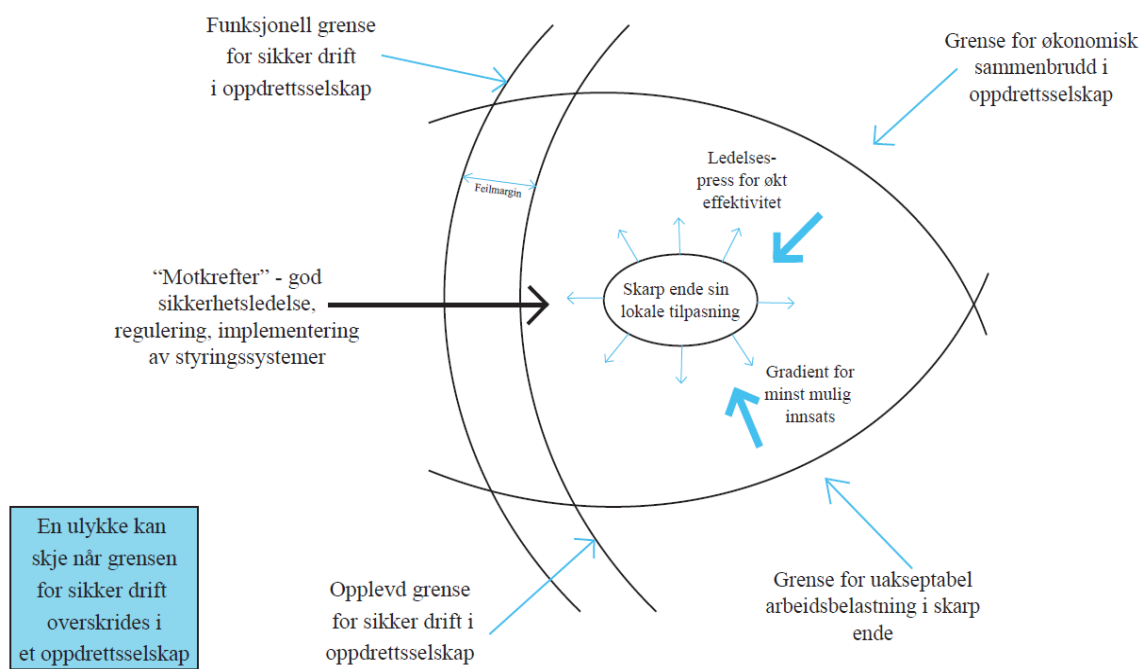 Funksjonell grense
for sikker drift
i oppdrettsselskap
Grense for økonomisk
sammenbrudd i
oppdrettsselskap
Ledelses-
press for økt
effektivitet
Feilmargin
“Motkrefter” - god
sikkerhetsledelse,
regulering, implementering
av styringssystemer
Skarp ende sin
lokale tilpasning
Gradient for
minst mulig
innsats
En ulykke kan
skje når grensen
for sikker drift
overskrides i
et oppdrettsselskap
Opplevd grense
for sikker drift i
oppdrettsselskap
Grense for uakseptabel
arbeidsbelastning i skarp
ende